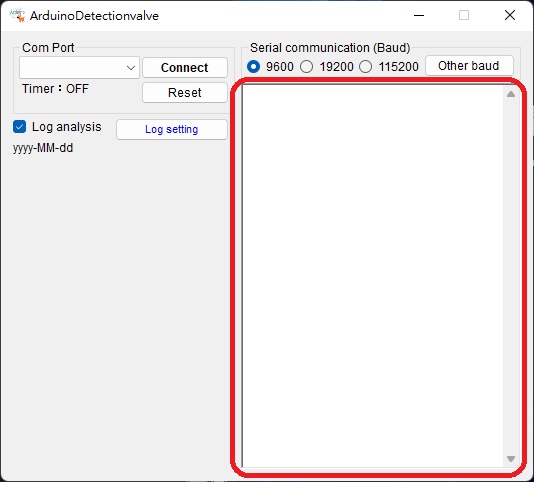 ArduinoDetectionvalve
Com Port
Connect
Timer：OFF
Reset
Log analysis
Log setting
yyyy-MM-dd
Serial communication (Baud)
9600 19200 115200 Other baud